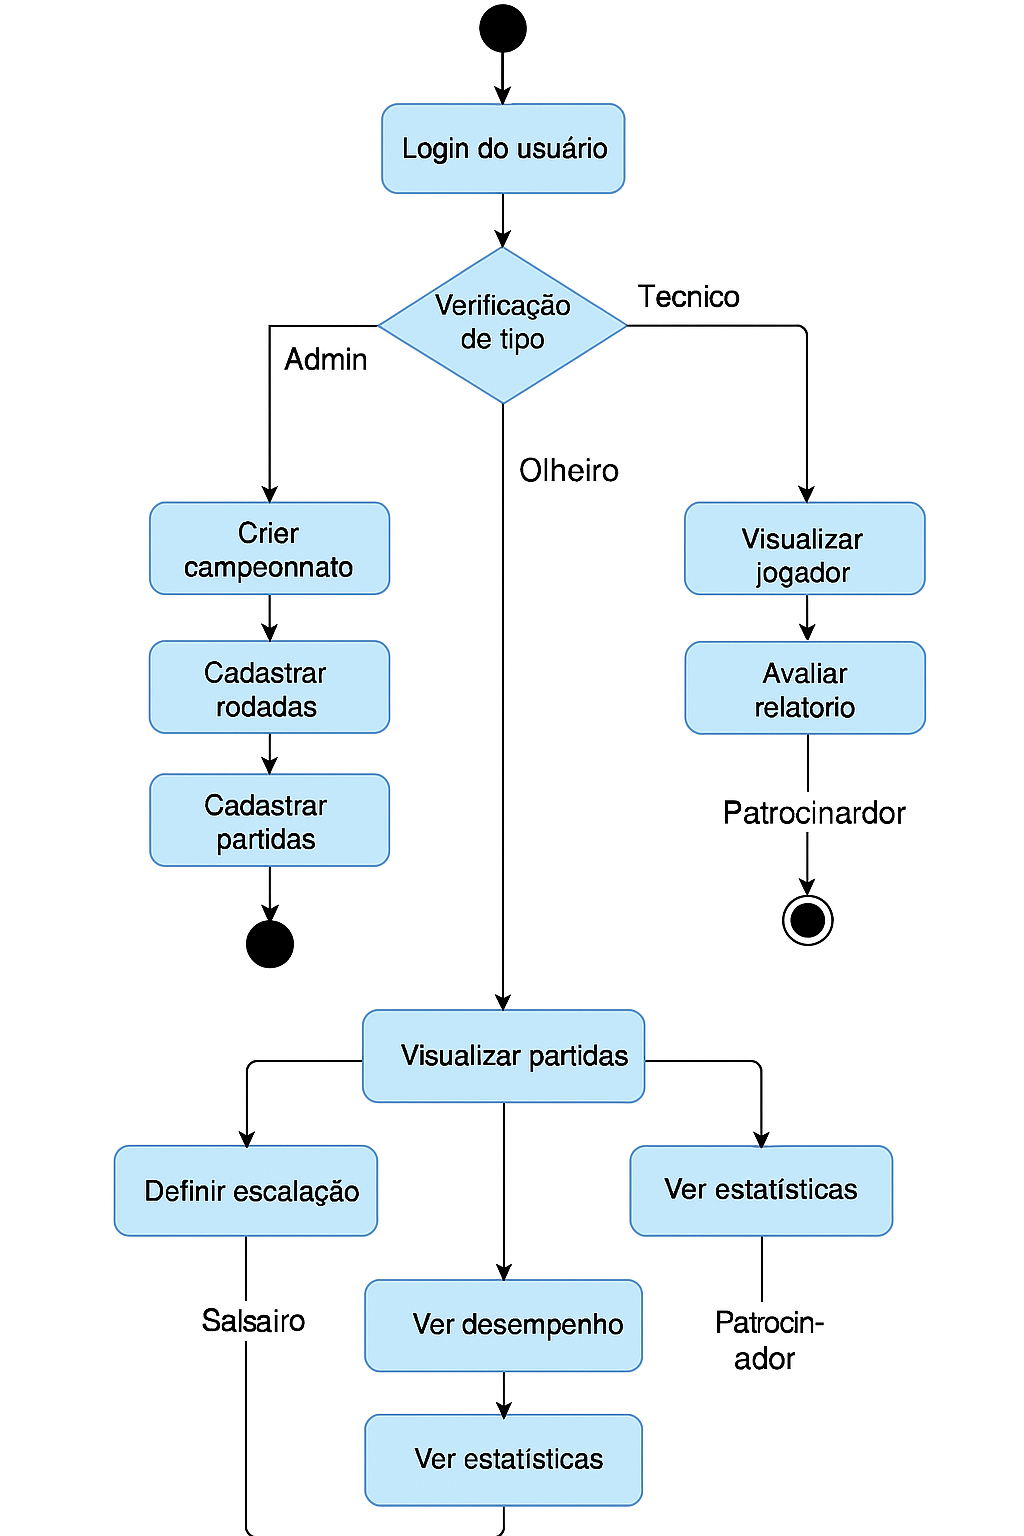 Login do usuário
Verificação
de tipo
Tecnico
Admin
Olheiro
Crier
campeonnato
Visualizar
jogador
Cadastrar
rodadas
Avaliar
relatorio
Cadastrar
partidas
Patrocinardor
Visualizar partidas
Definir escalação
Ver estatísticas
Salsairo
Ver desempenho
Patrocin-
ador
Ver estatísticas